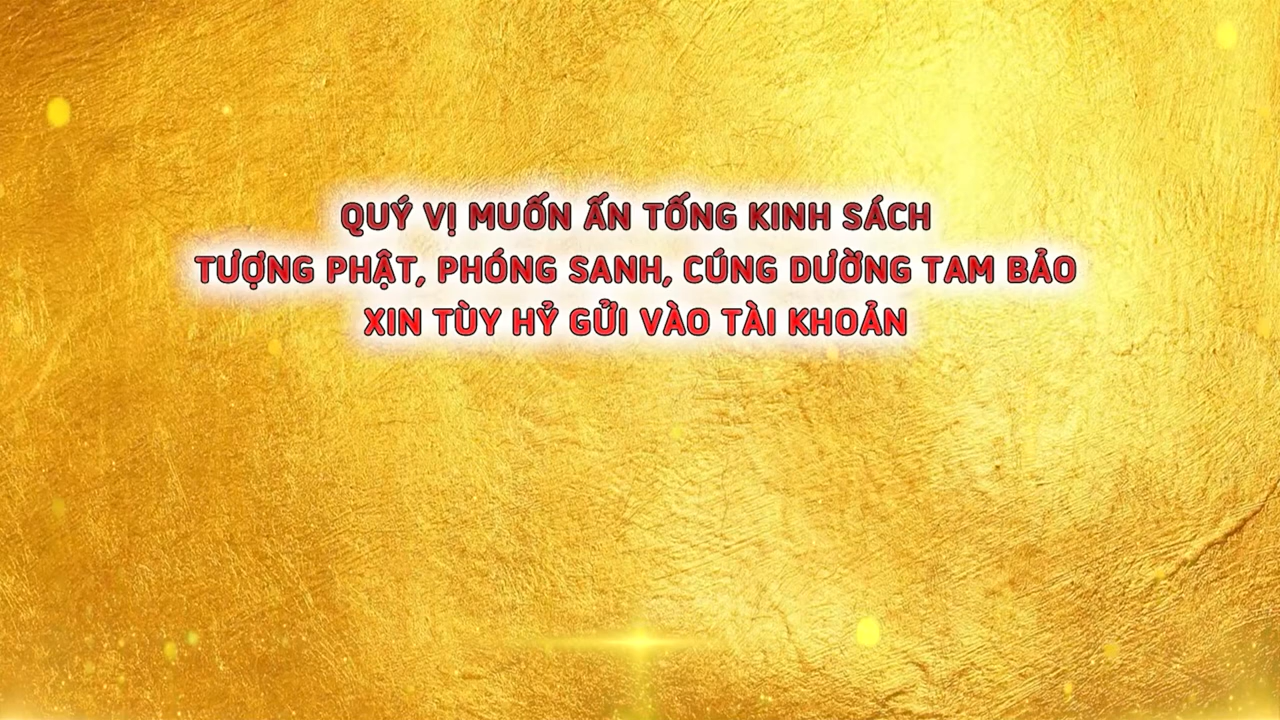 QUÝ VỊ MUỐN ẤN TỐNG KINH SÁCH
TƯỢNG PHẬT, PHÓNG SANH, CÚNG DƯỜNG TAM BẢO
XIN TÙY HỶ GỬI VÀO TÀI KHOẢN